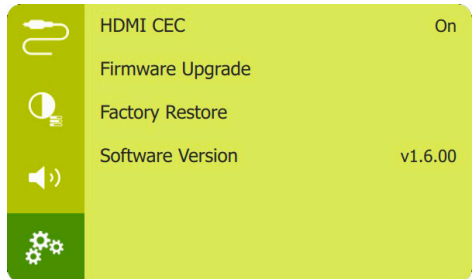 HDMI CEC On
Firmware Upgrade
Factory Restore
Software Version v1.6.00